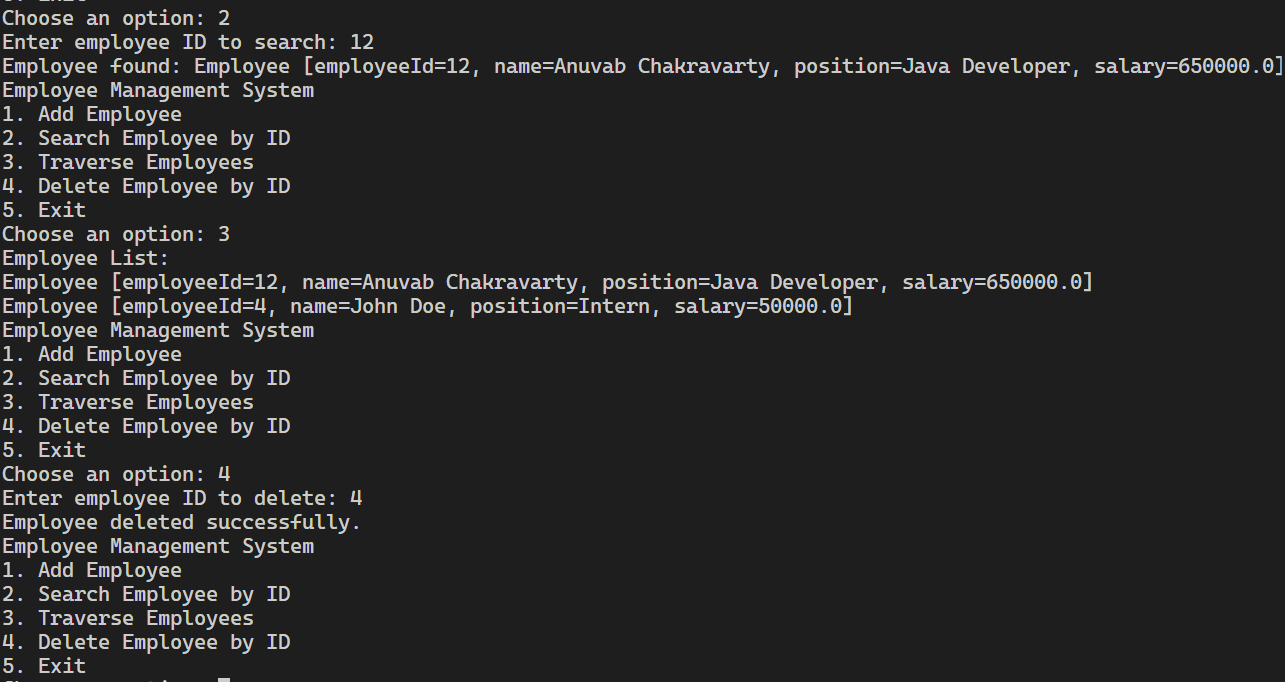 Choose an option: 2
Enter employee ID to search: 12
Employee found: Employee [employeeId=12, name=Anuvab Chakravarty, position=Java Developer, salary=650000.0]
Employee Management System
1. Add Employee
2. Search Employee by ID
3. Traverse Employees
4. Delete Employee by ID
5. Exit
Choose an option: 3
Employee List:
Employee [employeeId=12, name=Anuvab Chakravarty, position=Java Developer, salary=650000.0]
Employee [employeeId=4, name=John Doe, position=Intern, salary=50000.0]
Employee Management System
1. Add Employee
2. Search Employee by ID
3. Traverse Employees
4. Delete Employee by ID
5. Exit
Choose an option: 4
Enter employee ID to delete: 4
Employee deleted successfully.
Employee Management System
1. Add Employee
2. Search Employee by ID
3. Traverse Employees
4. Delete Employee by ID
5. Exit